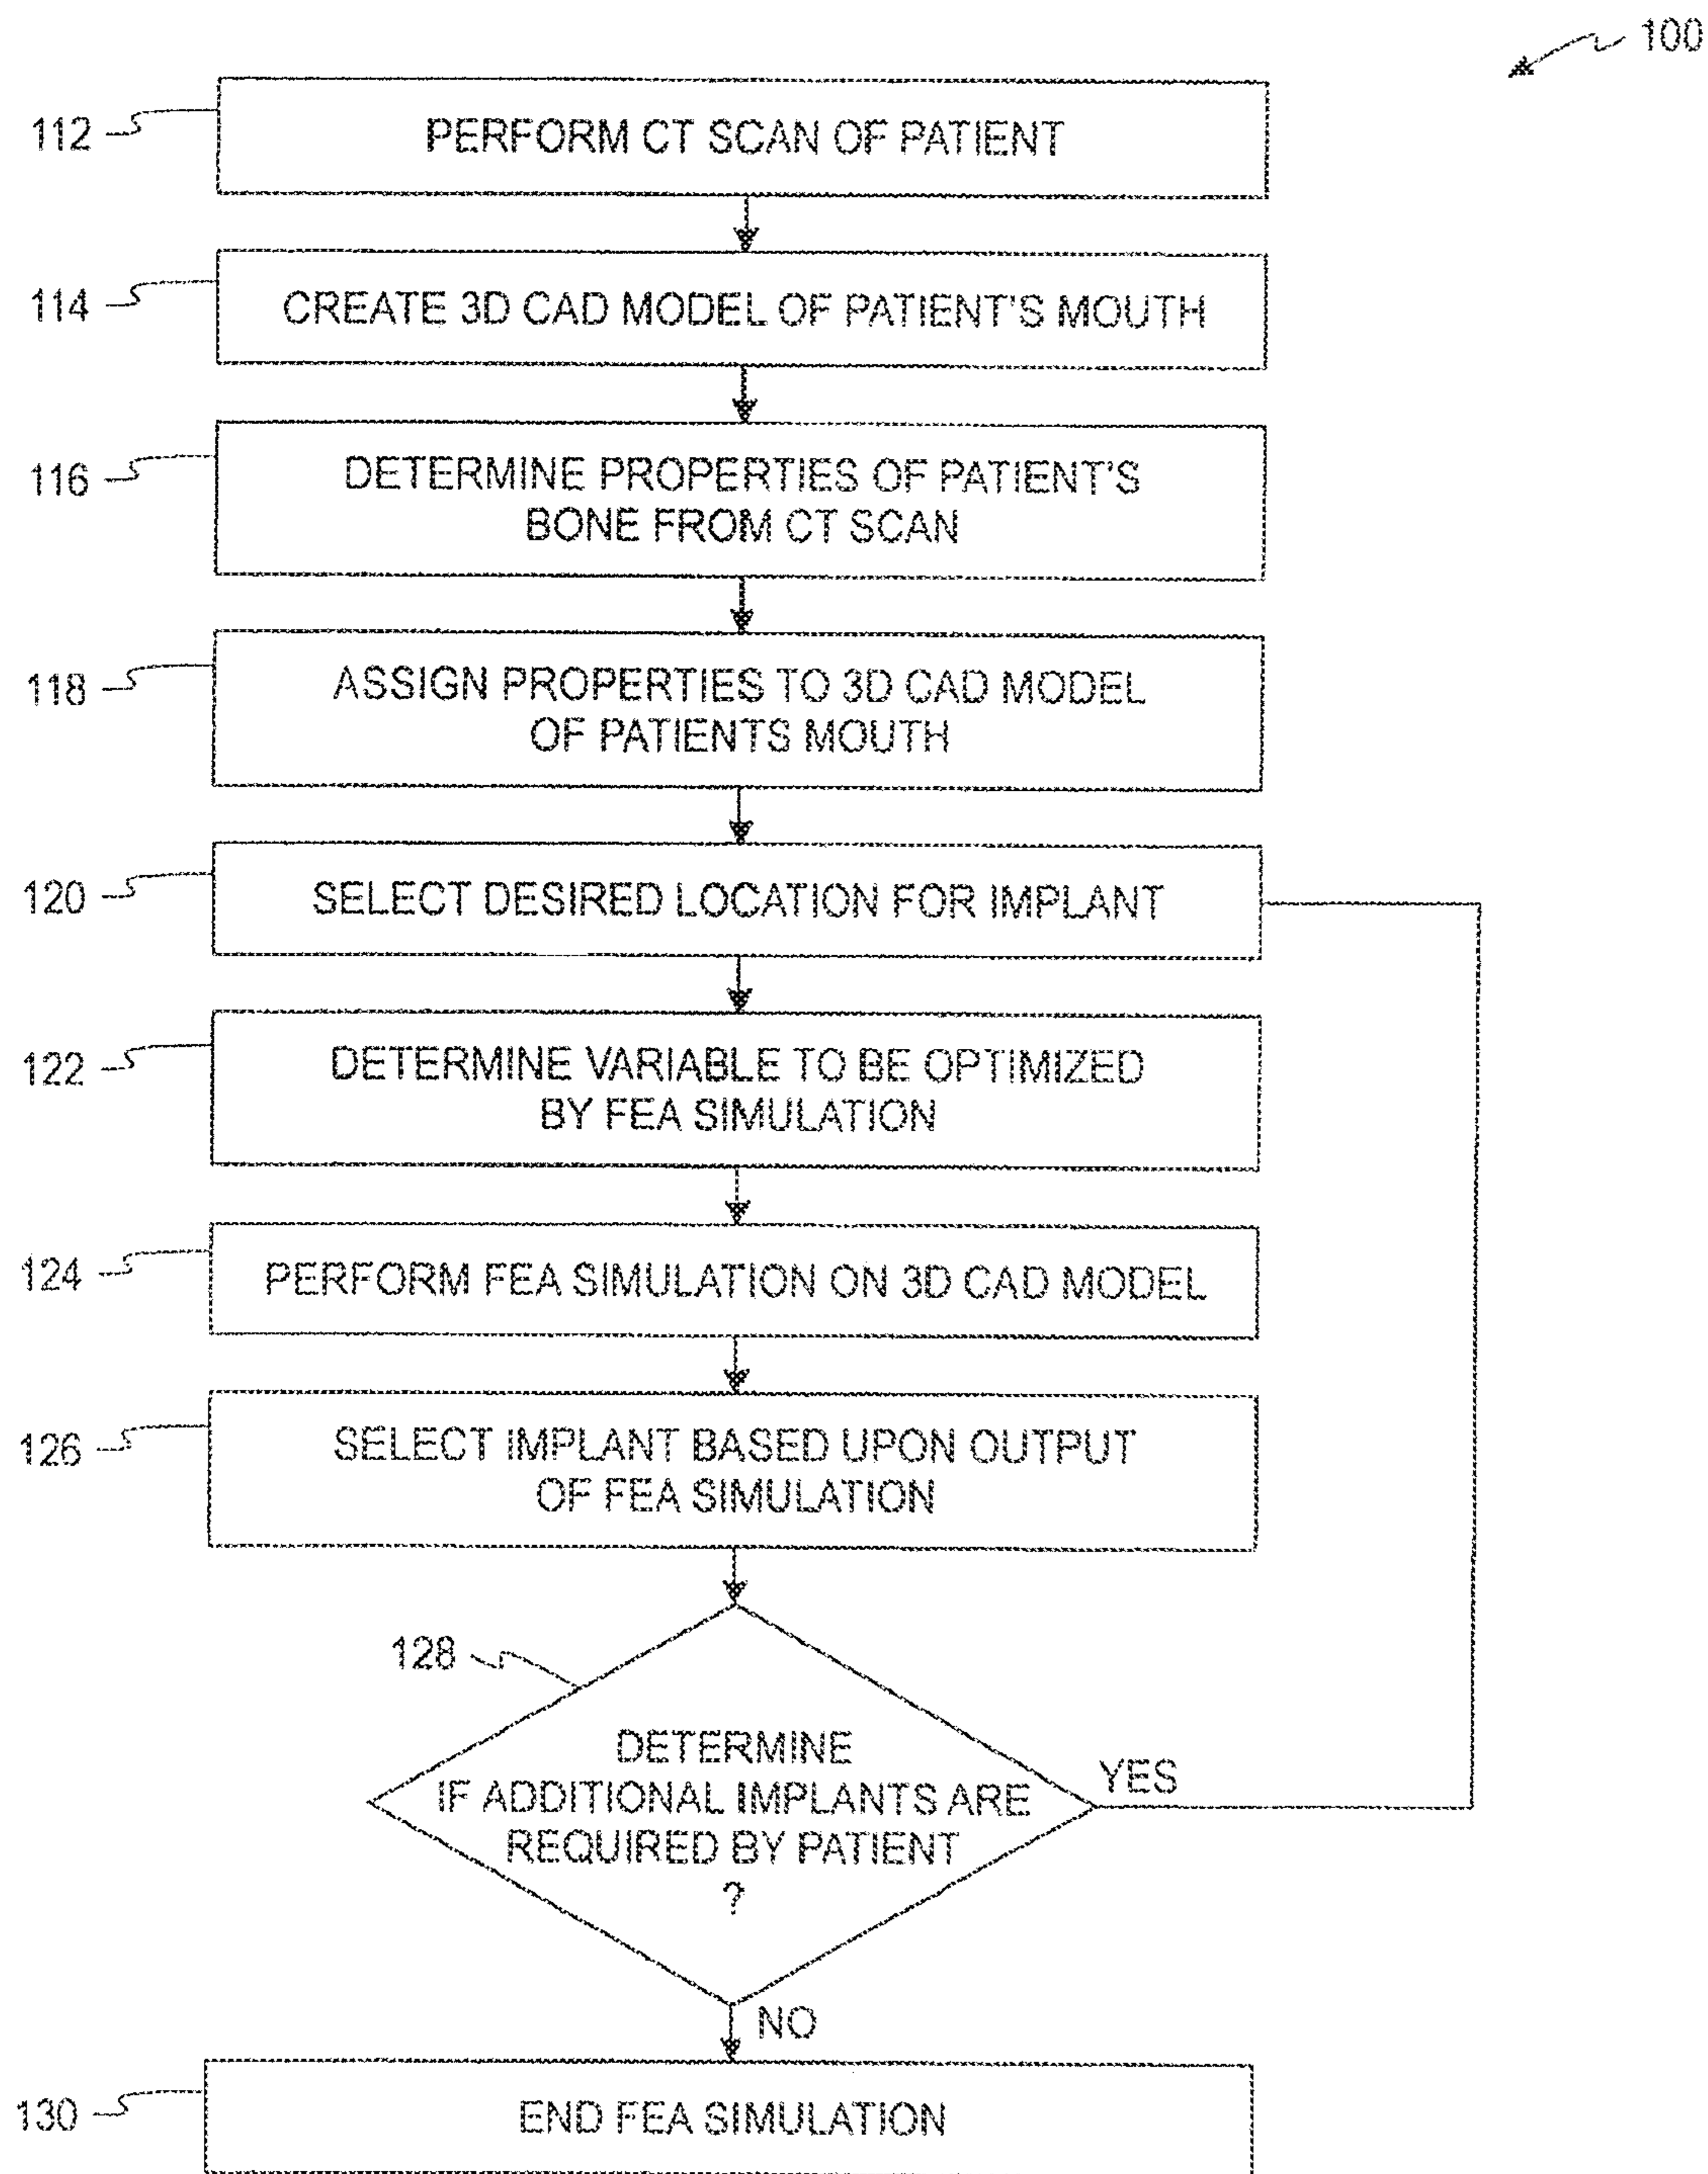 100
112
PERFORM CT SCAN OF PATIENT
114
CREATE 3D CAD MODEL OF PATIENT'S MOUTH
116
DETERMINE PROPERTIES OF PATIENT'S
BONE FROM CT SCAN
118
ASSIGN PROPERTIES TO 3D CAD MODEL
OF PATIENTS MOUTH
120
SELECT DESIRED LOCATION FOR IMPLANT
122
DETERMINE VARIABLE TO BE OPTIMIZED
BY FEA SIMULATION
124
PERFORM FEA SIMULATION ON 3D CAD MODEL
126
SELECT IMPLANT BASED UPON OUTPUT
OF FEA SIMULATION
128
DETERMINE
IF ADDITIONAL IMPLANTS ARE
REQUIRED BY PATIENT
?
YES
NO
130
END FEA SIMULATION